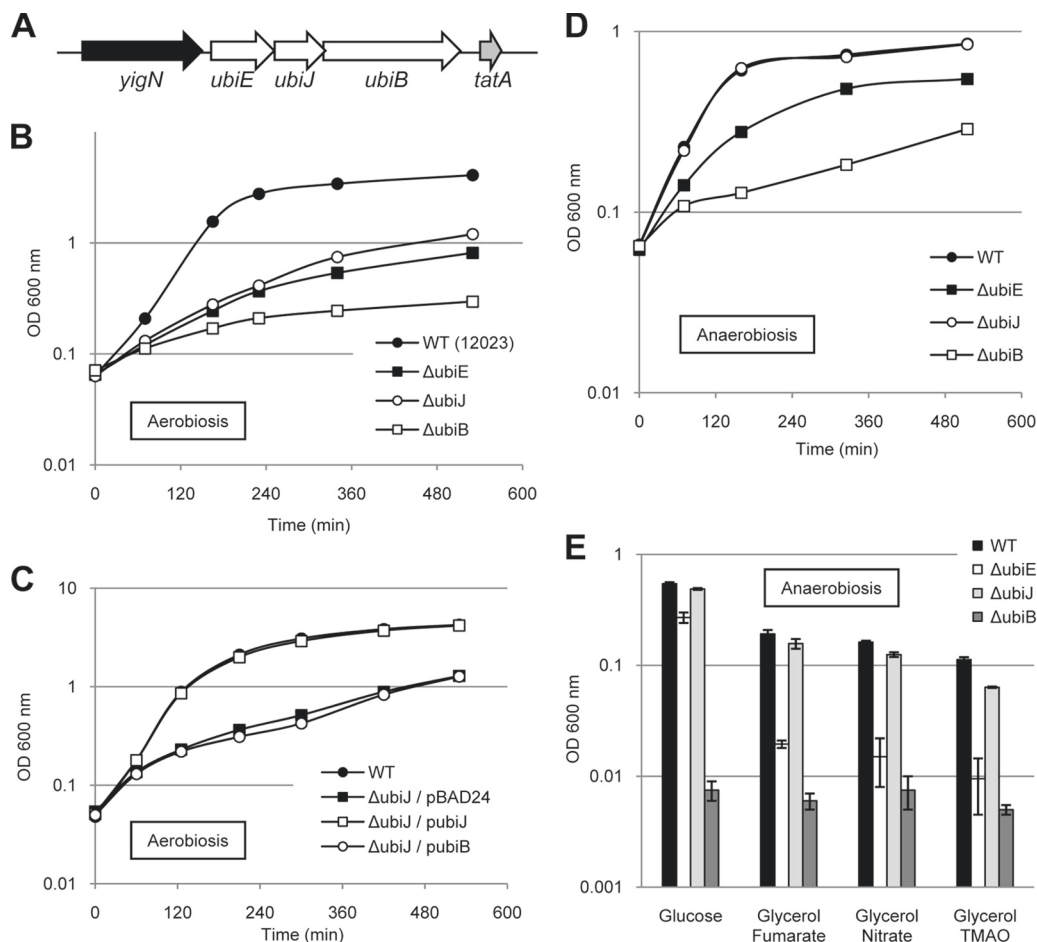 A
yigN ubiE ubiJ ubiB tatA
B
OD 600 nm
1
0.1
0.01
0 120 240 360 480 600
Time (min)
WT (12023)
ΔubiE
ΔubiJ
ΔubiB
Aerobiosis
C
OD 600 nm
10
1
0.1
0.01
0 120 240 360 480 600
Time (min)
WT
ΔubiJ / pBAD24
ΔubiJ / pubiJ
ΔubiJ / pubiB
Aerobiosis
D
OD 600 nm
1
0.1
0.01
0 120 240 360 480 600
Time (min)
WT
ΔubiE
ΔubiJ
ΔubiB
Anaerobiosis
E
OD 600 nm
1
0.1
0.01
0.001
Anaerobiosis
WT
ΔubiE
ΔubiJ
ΔubiB
Glucose Glycerol Glycerol Glycerol
Fumarate Nitrate TMAO